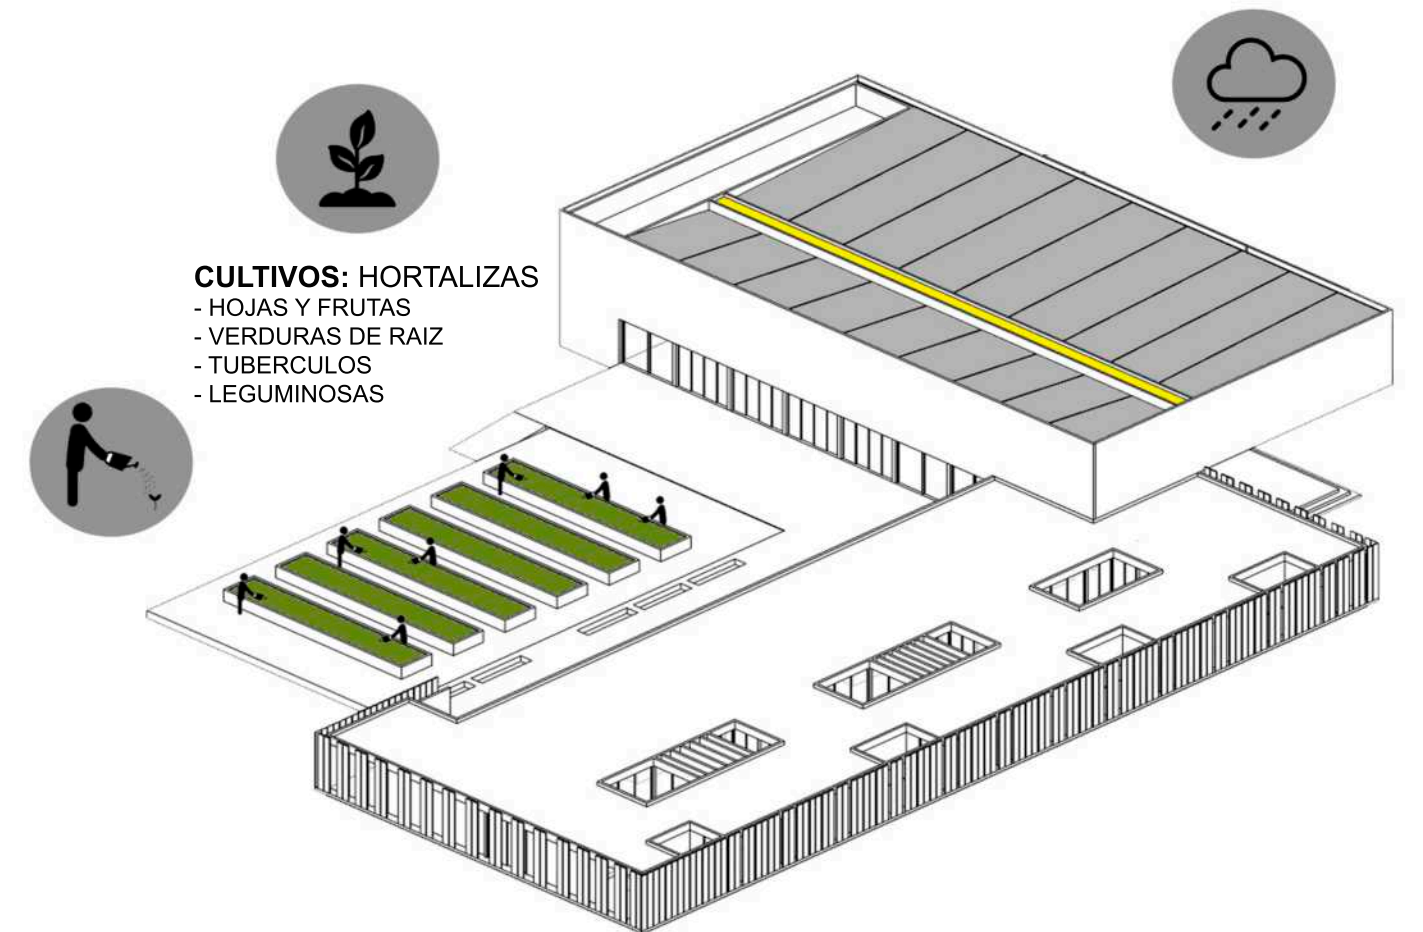 CULTIVOS: HORTALIZAS
- HOJAS Y FRUTAS
- VERDURAS DE RAIZ
- TUBERCULOS
- LEGUMINOSAS